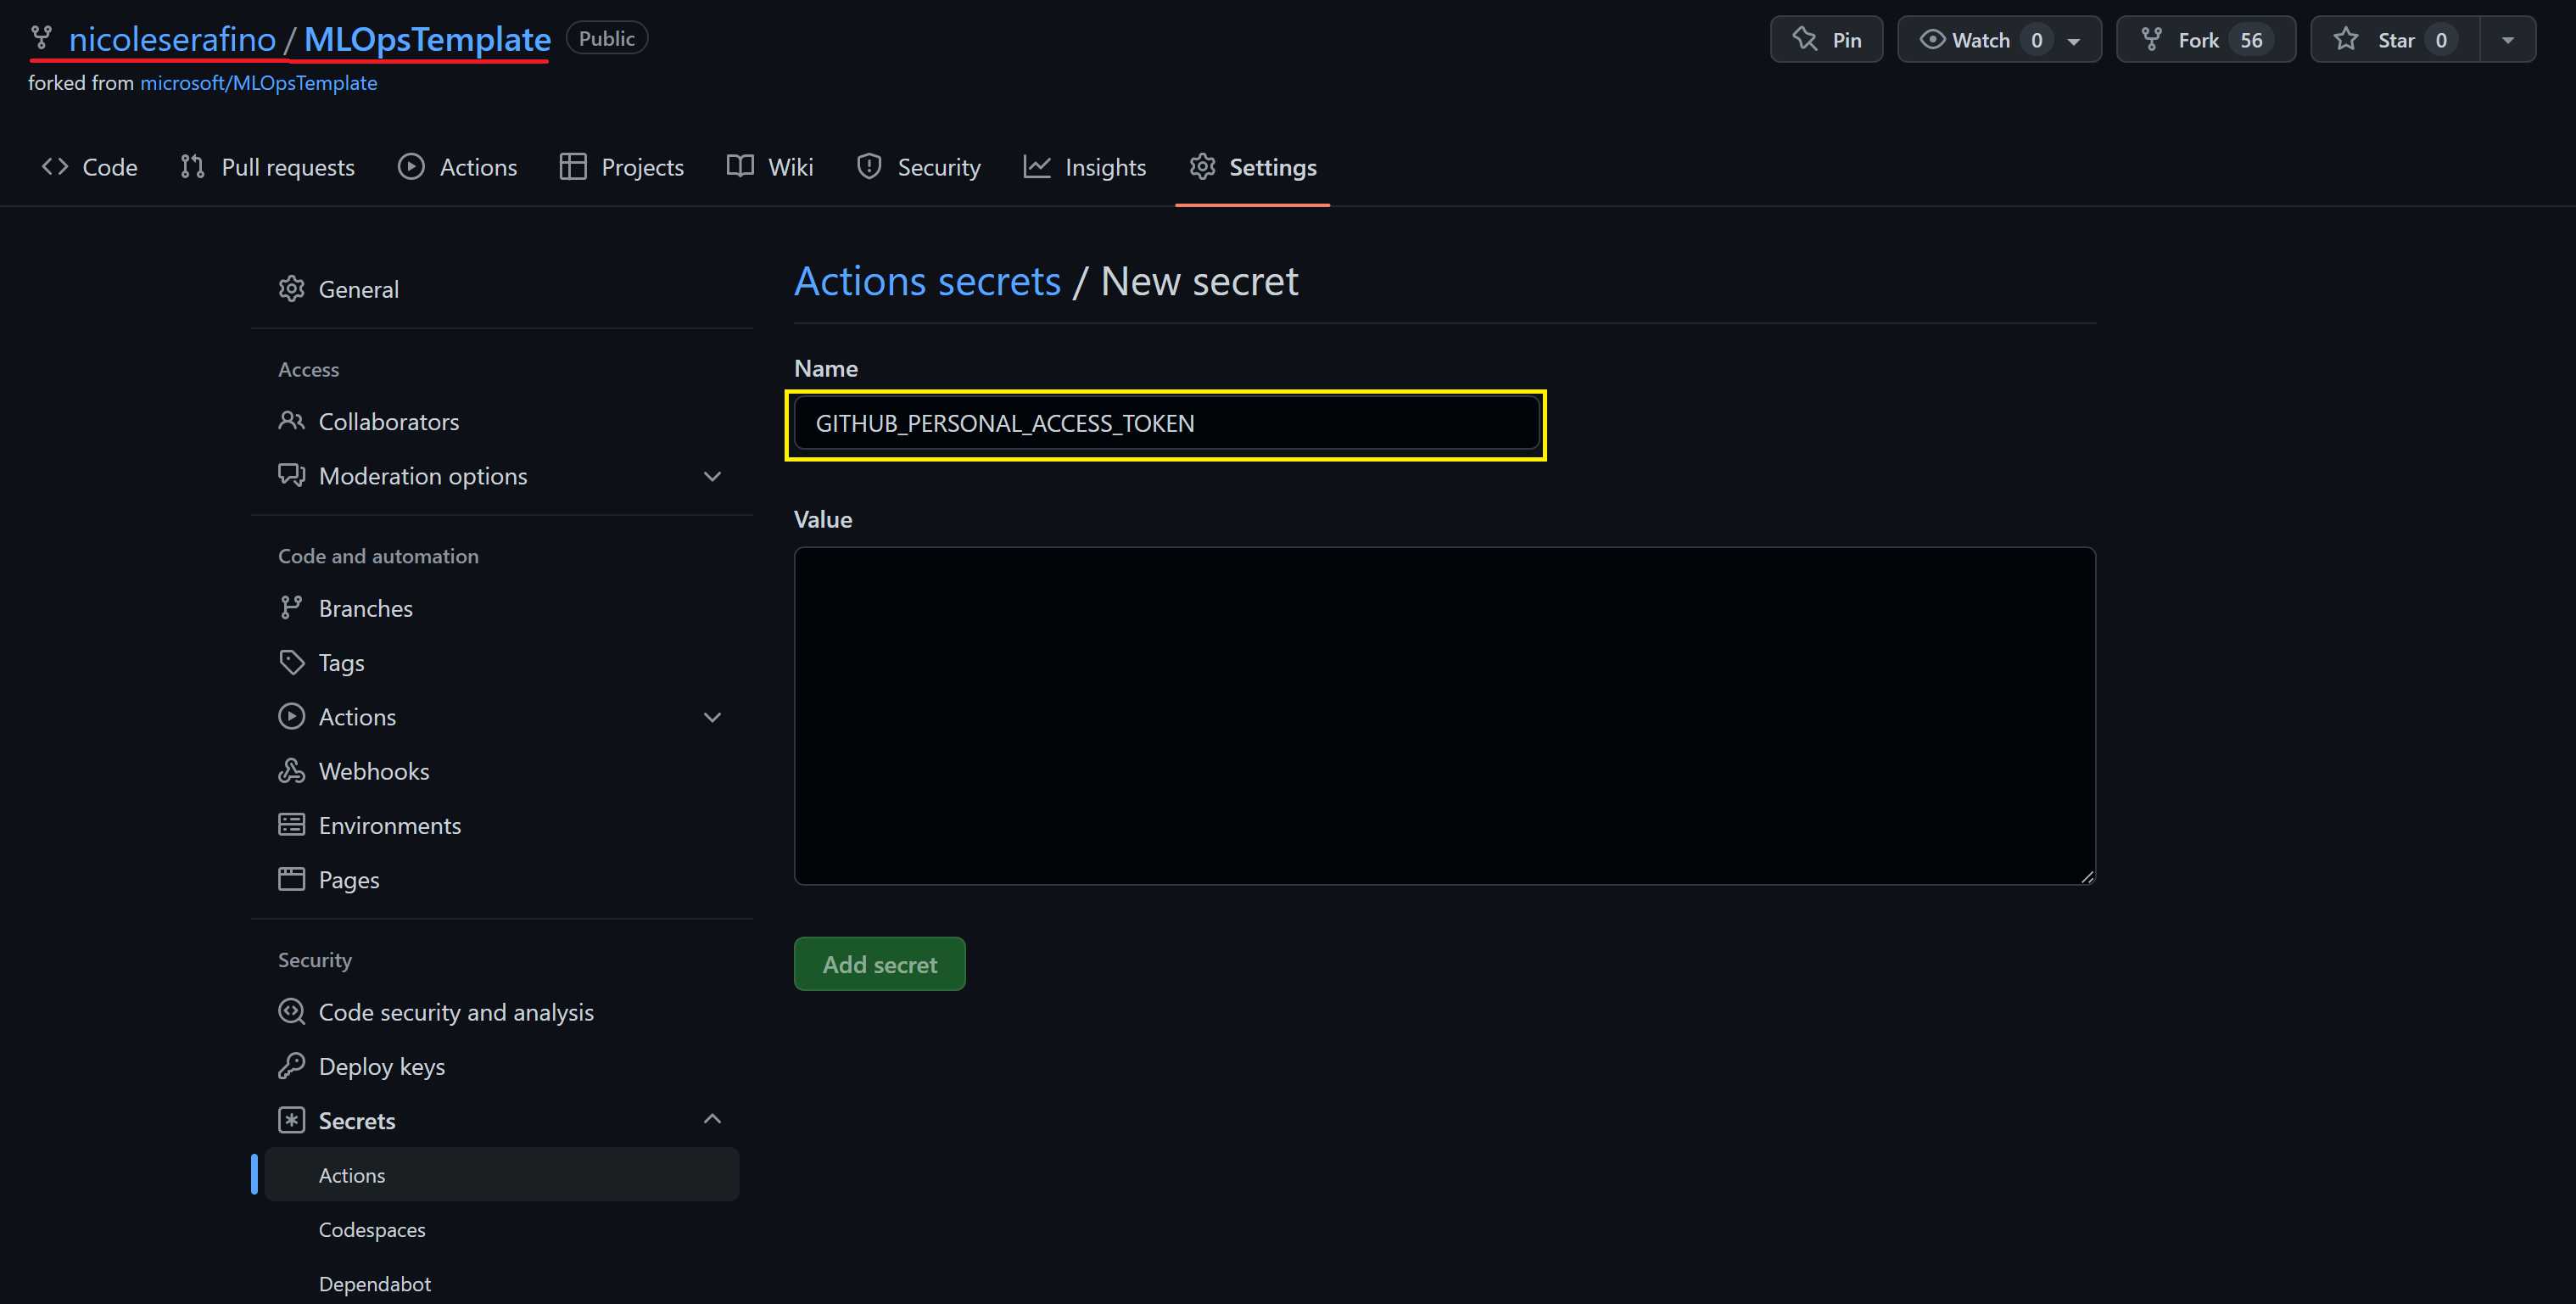 nicoleserafino / MLOpsTemplate Public Pin Watch 0 Fork 56 Star 0
forked from microsoft/MLOpsTemplate
Code Pull requests Actions Projects Wiki Security Insights Settings
General
Access
Collaborators
Moderation options
Code and automation
Branches
Tags
Actions
Webhooks
Environments
Pages
Security
Code security and analysis
Deploy keys
Secrets
Actions
Codespaces
Dependabot
Actions secrets / New secret
Name
GITHUB_PERSONAL_ACCESS_TOKEN
Value
Add secret